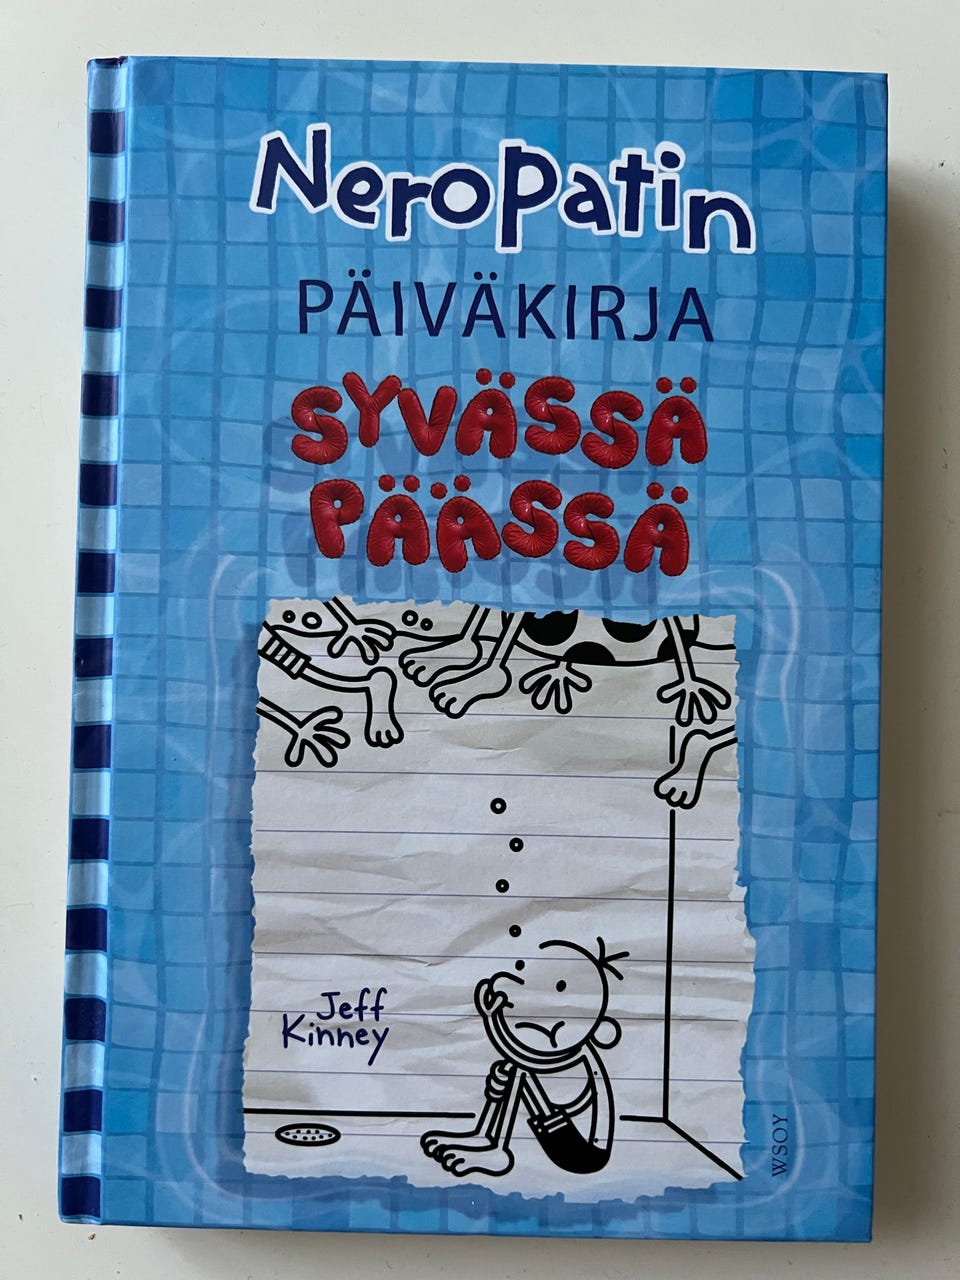 Neropatin
PÄIVÄKIRJA
SYVÄSSÄ
PÄÄSSÄ
Jeff
Kinney
WSOY